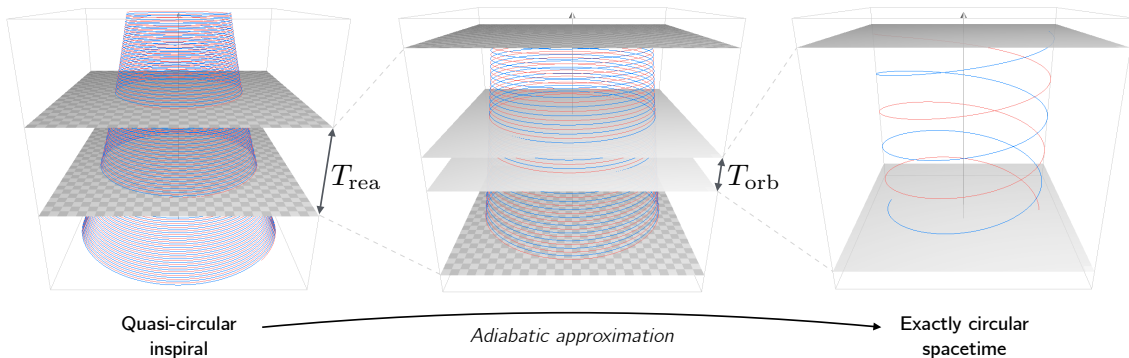 T_rea
T_orb
Quasi-circular
inspiral
Adiabatic approximation
Exactly circular
spacetime